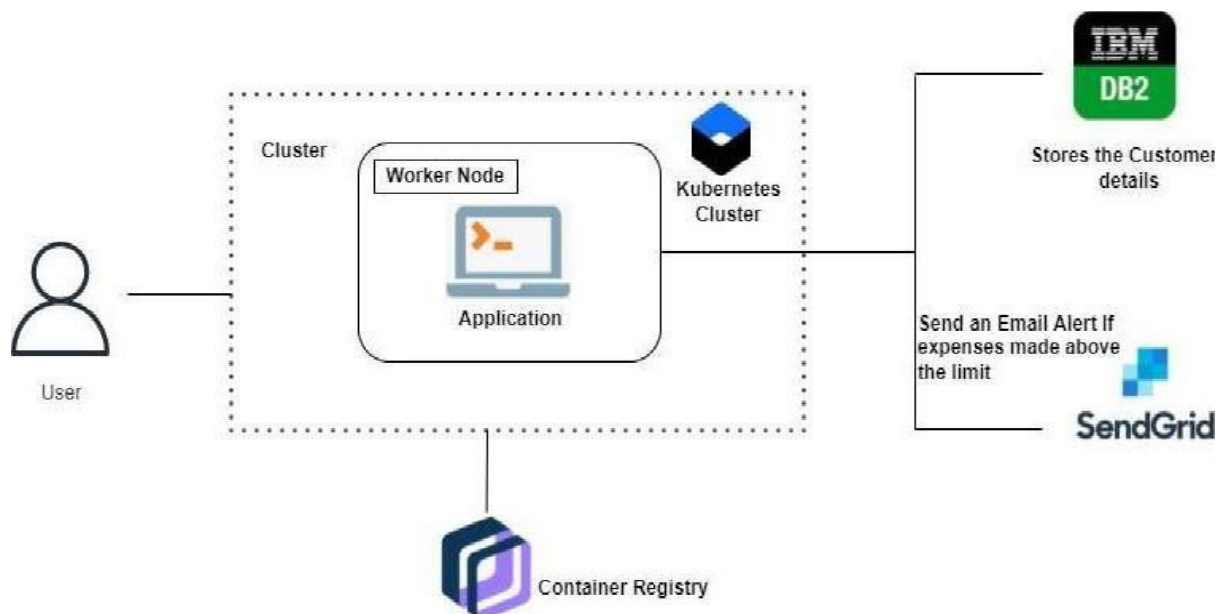 IBM
DB2
Stores the Customer
details
Cluster
Worker Node
Kubernetes
Cluster
Application
User
Send an Email Alert If
expenses made above
the limit
SendGrid
Container Registry